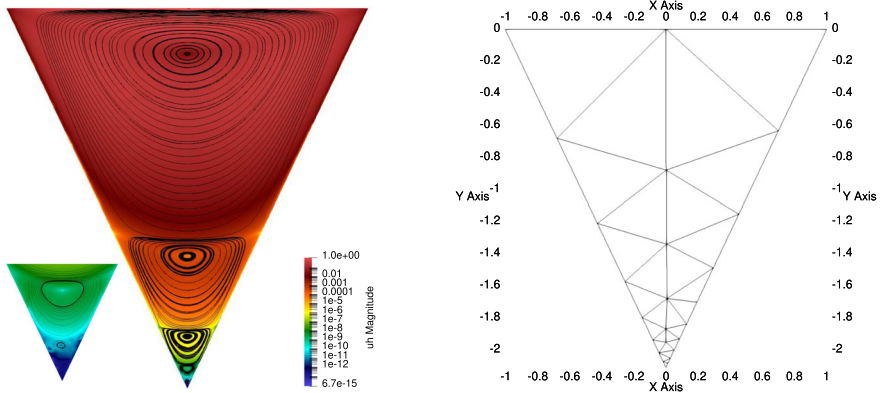 1.0e+00
0.01
0.001
0.0001
1e-5
1e-6
1e-7
1e-8
1e-9
1e-10
1e-11
1e-12
6.7e-15
uh Magnitude
X Axis
-1 -0.8 -0.6 -0.4 -0.2 0 0.2 0.4 0.6 0.8 1
0 0
-0.2 -0.2
-0.4 -0.4
-0.6 -0.6
-0.8 -0.8
Y Axis -1 -1 Y Axis
-1.2 -1.2
-1.4 -1.4
-1.6 -1.6
-1.8 -1.8
-2 -2
-1 -0.8 -0.6 -0.4 -0.2 0 0.2 0.4 0.6 0.8 1
X Axis